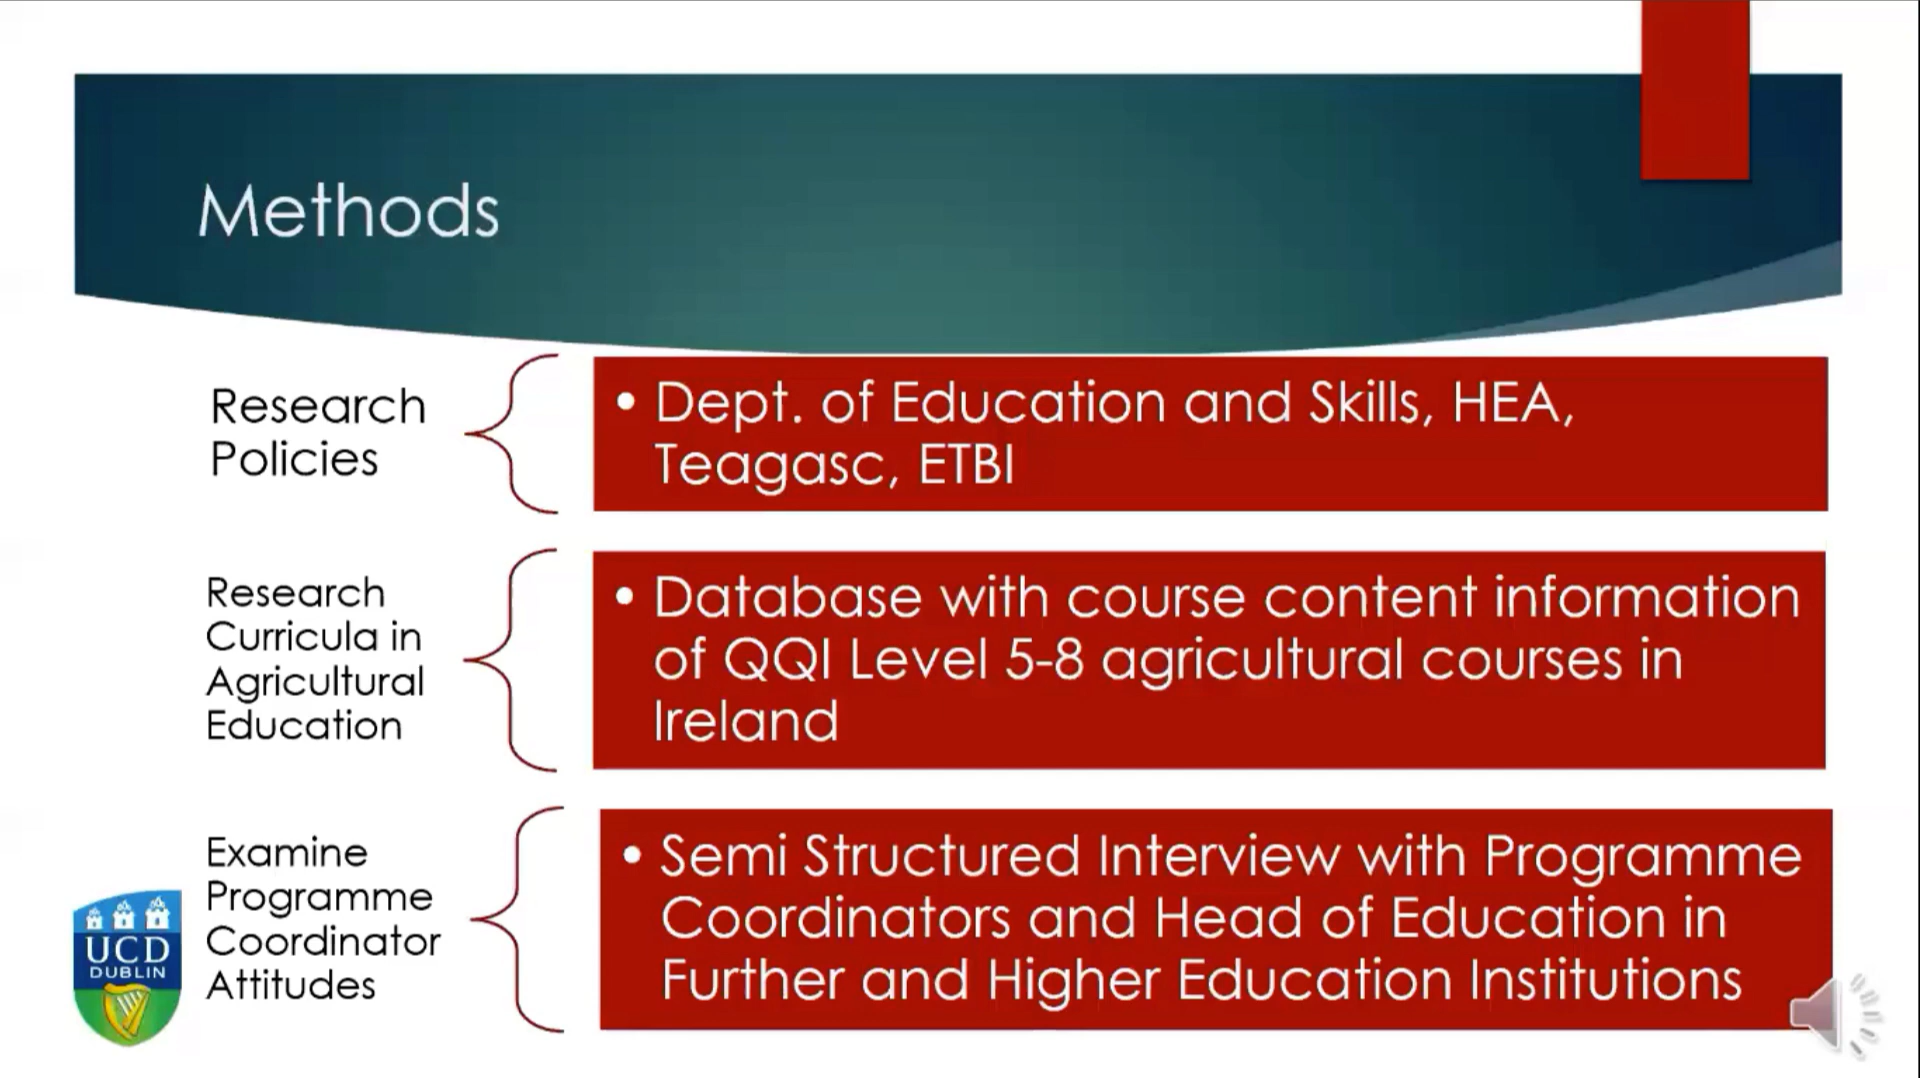 Methods
Research
Policies
• Dept. of Education and Skills, HEA,
Teagasc, ETBI
Research
Curricula in
Agricultural
Education
• Database with course content information
of QQI Level 5-8 agricultural courses in
Ireland
Examine
Programme
Coordinator
Attitudes
• Semi Structured Interview with Programme
Coordinators and Head of Education in
Further and Higher Education Institutions
UCD
DUBLIN